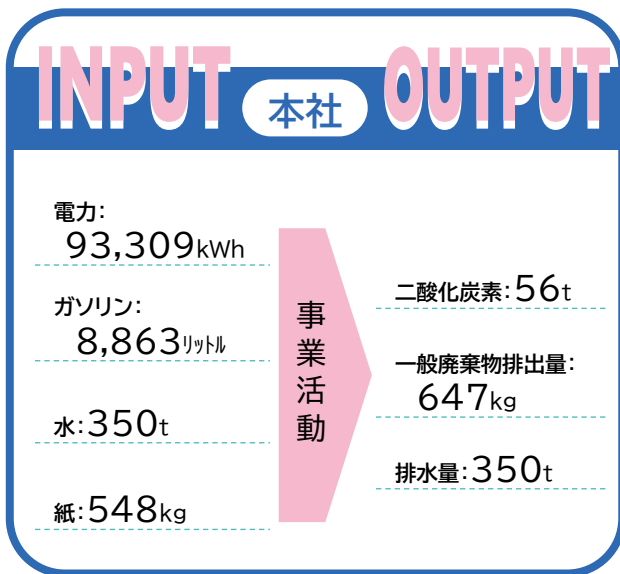 INPUT 本社 OUTPUT
電力:
93,309kWh
ガソリン:
8,863リットル
水:350t
紙:548kg
事業活動
二酸化炭素:56t
一般廃棄物排出量:
647kg
排水量:350t